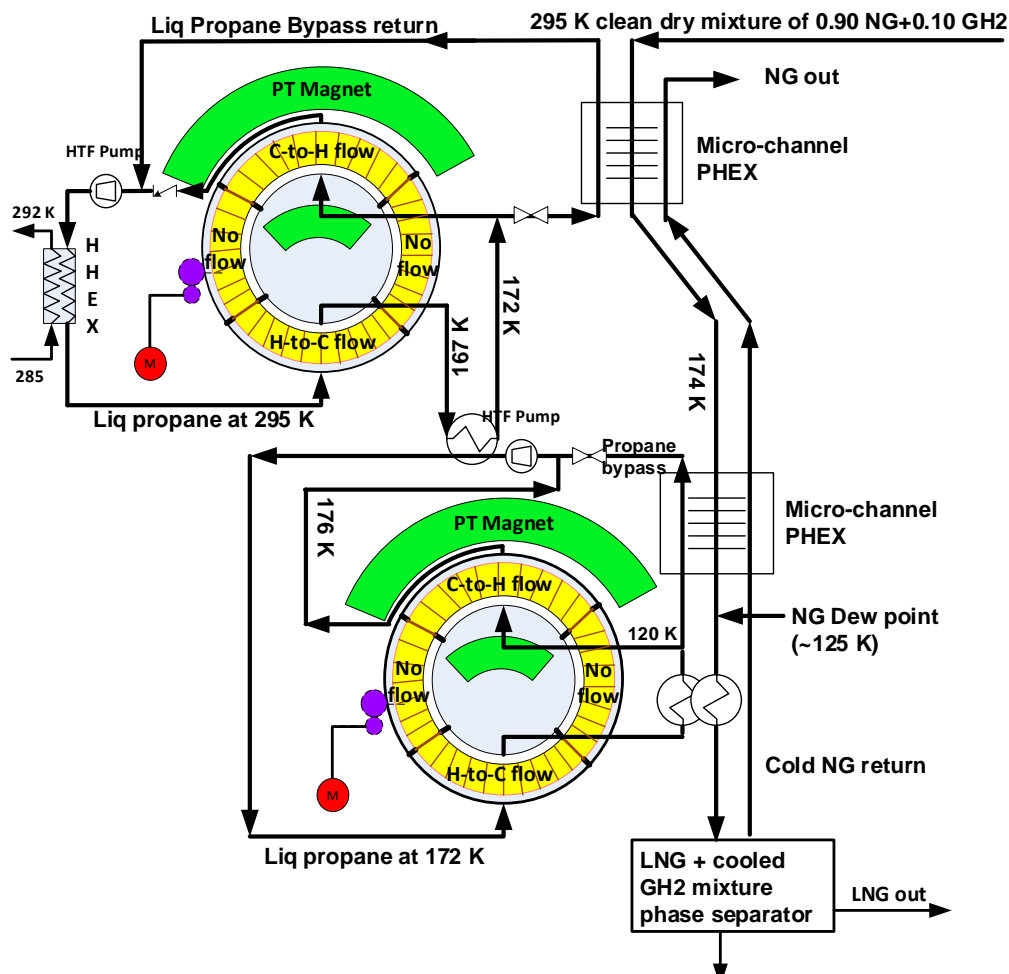 Liq Propane Bypass return
295 K clean dry mixture of 0.90 NG+0.10 GH2
NG out
PT Magnet
Micro-channel
PHEX
HTF Pump
C-to-H flow
292 K
H
H
E
X
No
flow
No
flow
172 K
H-to-C flow
167 K
174 K
M
285
Liq propane at 295 K
HTF Pump
Propane
bypass
176 K
PT Magnet
Micro-channel
PHEX
C-to-H flow
120 K
NG Dew point
(~125 K)
No
flow
No
flow
M
H-to-C flow
Cold NG return
Liq propane at 172 K
LNG + cooled
GH2 mixture
phase separator
LNG out